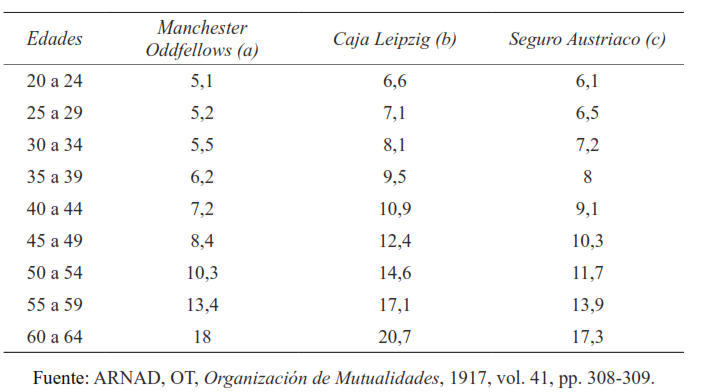 Edades Manchester Oddfellows (a) Caja Leipzig (b) Seguro Austriaco (c)
20 a 24 5,1 6,6 6,1
25 a 29 5,2 7,1 6,5
30 a 34 5,5 8,1 7,2
35 a 39 6,2 9,5 8
40 a 44 7,2 10,9 9,1
45 a 49 8,4 12,4 10,3
50 a 54 10,3 14,6 11,7
55 a 59 13,4 17,1 13,9
60 a 64 18 20,7 17,3
Fuente: ARNAD, OT, Organización de Mutualidades, 1917, vol. 41, pp. 308-309.